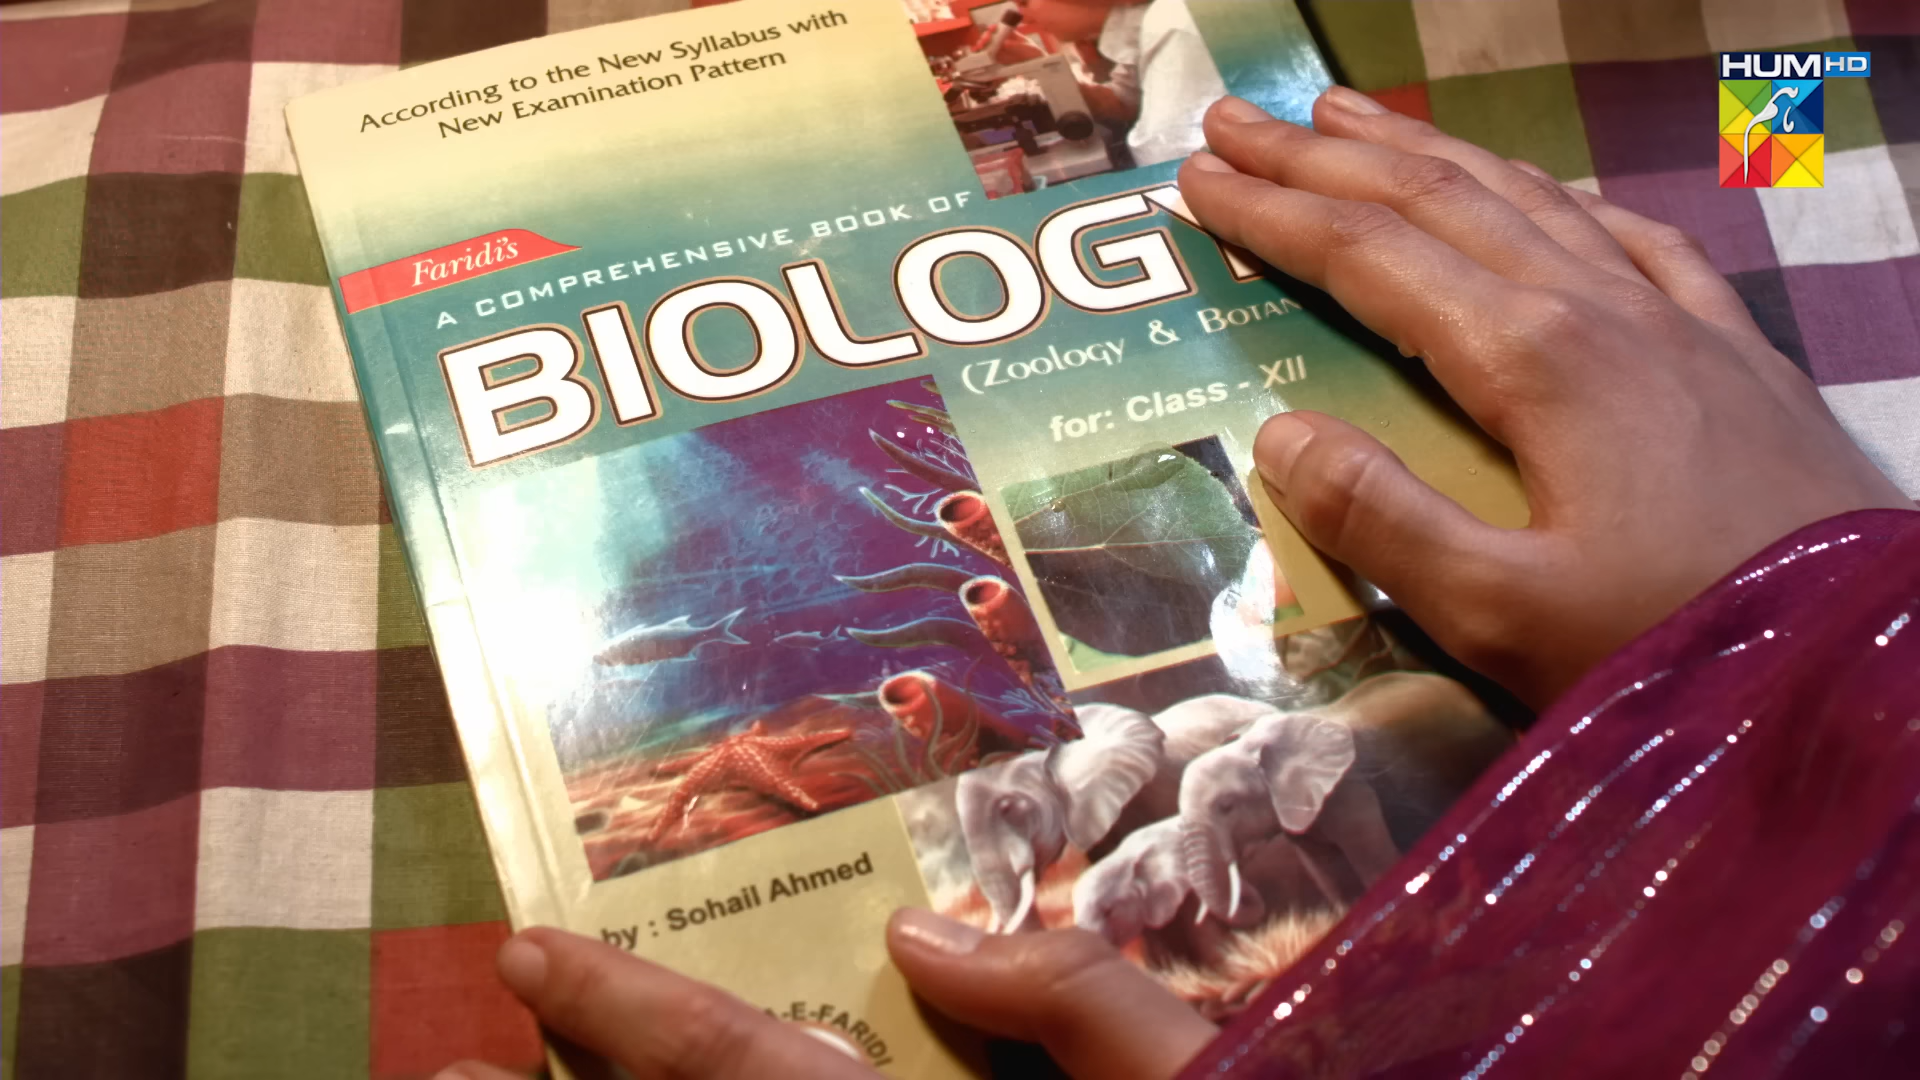 According to the New Syllabus with
New Examination Pattern
HUM HD
Faridi's
A COMPREHENSIVE BOOK OF
BIOLOGY
(Zoology & BOTAN
for: Class - XII
by : Sohail Ahmed
A-E-FARIDI